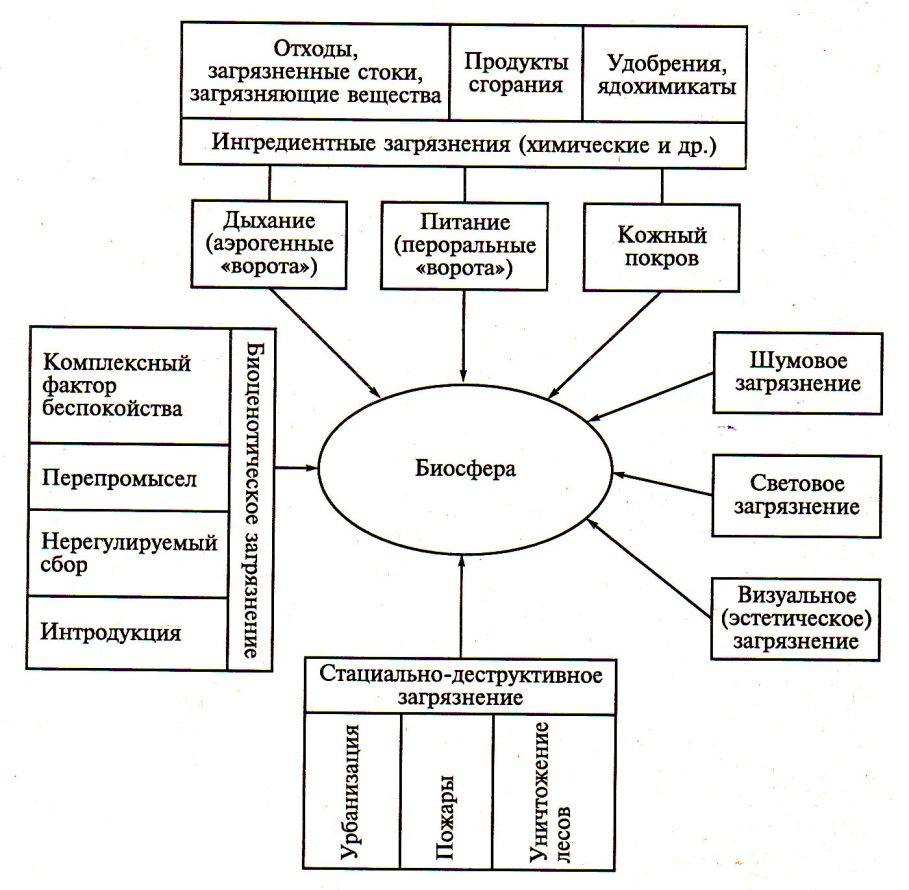 Отходы,
загрязненные стоки,
загрязняющие вещества
Продукты
сгорания
Удобрения,
ядохимикаты
Ингредиентные загрязнения (химические и др.)
Дыхание
(аэрогенные
«ворота»)
Питание
(пероральные
«ворота»)
Кожный
покров
Комплексный
фактор
беспокойства
Перепромысел
Нерегулируемый
сбор
Интродукция
Биоценотическое загрязнение
Биосфера
Шумовое
загрязнение
Световое
загрязнение
Визуальное
(эстетическое)
загрязнение
Стациально-деструктивное
загрязнение
Урбанизация
Пожары
Уничтожение
лесов